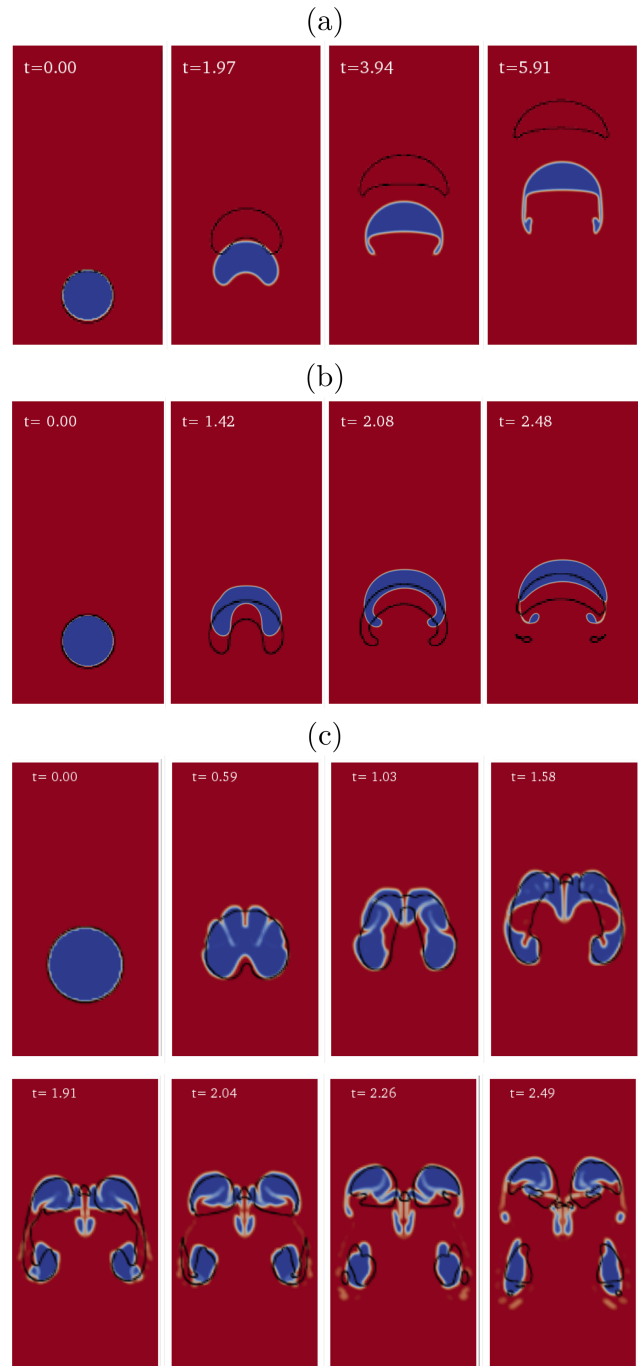 (a)
t=0.00 t=1.97 t=3.94 t=5.91
(b)
t= 0.00 t= 1.42 t= 2.08 t= 2.48
(c)
t= 0.00 t= 0.59 t= 1.03 t= 1.58
t= 1.91 t= 2.04 t= 2.26 t= 2.49